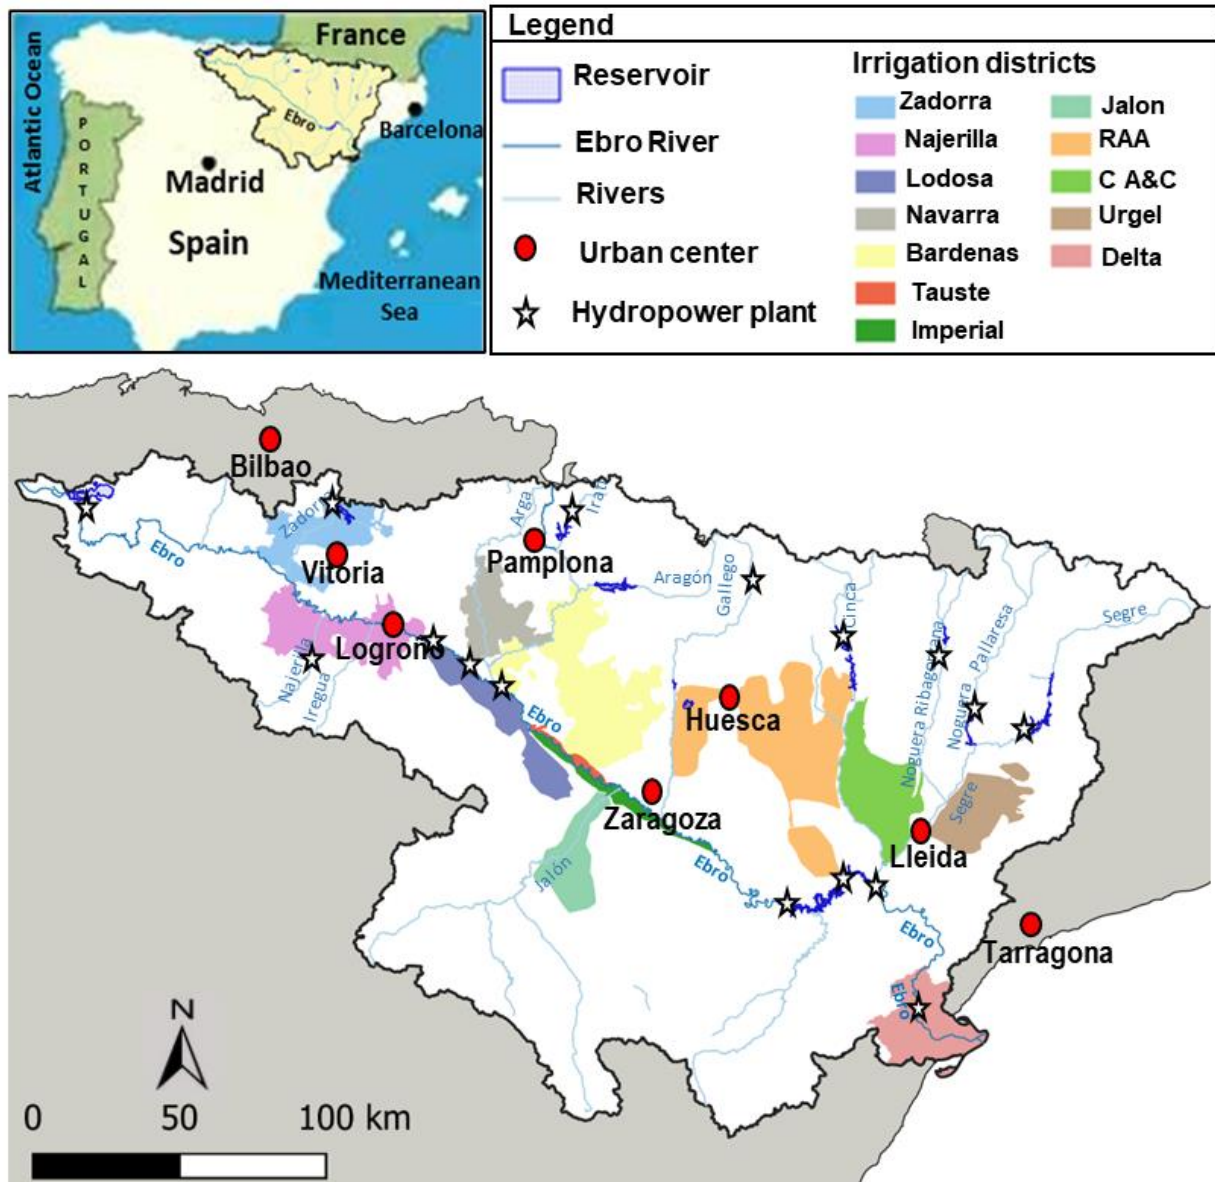 France
Atlantic Ocean
PORTUGAL
Ebro
Barcelona
Madrid
Spain
Mediterranean
Sea
Legend
Reservoir
Ebro River
Rivers
Urban center
Hydropower plant
Irrigation districts
Zadorra
Najerilla
Lodosa
Navarra
Bardenas
Tauste
Imperial
Jalon
RAA
C A&C
Urgel
Delta
Bilbao
Zadorra
Arga
Irati
Ebro
Vitoria
Pamplona
Aragón
Gallego
Cinca
Noguera Ribagorzana
Noguera Pallaresa
Segre
Logroño
Najerilla
Iregua
Ebro
Huesca
Zaragoza
Segre
Lleida
Jalón
Ebro
Ebro
Tarragona
Ebro
N
0 50 100 km